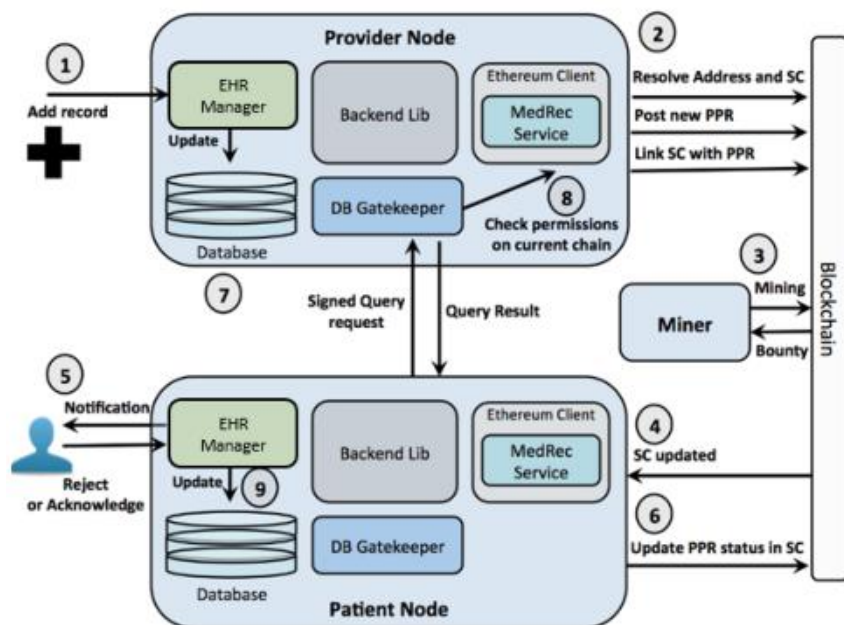 Provider Node
1
Add record
EHR
Manager
Update
Database
7
Backend Lib
DB Gatekeeper
Ethereum Client
MedRec
Service
8
Check permissions
on current chain
2
Resolve Address and SC
Post new PPR
Link SC with PPR
Blockchain
3
Mining
Miner
Bounty
Signed Query
request
Query Result
5
Notification
Reject
or Acknowledge
EHR
Manager
Update
9
Database
Backend Lib
DB Gatekeeper
Ethereum Client
MedRec
Service
Patient Node
4
SC updated
6
Update PPR status in SC